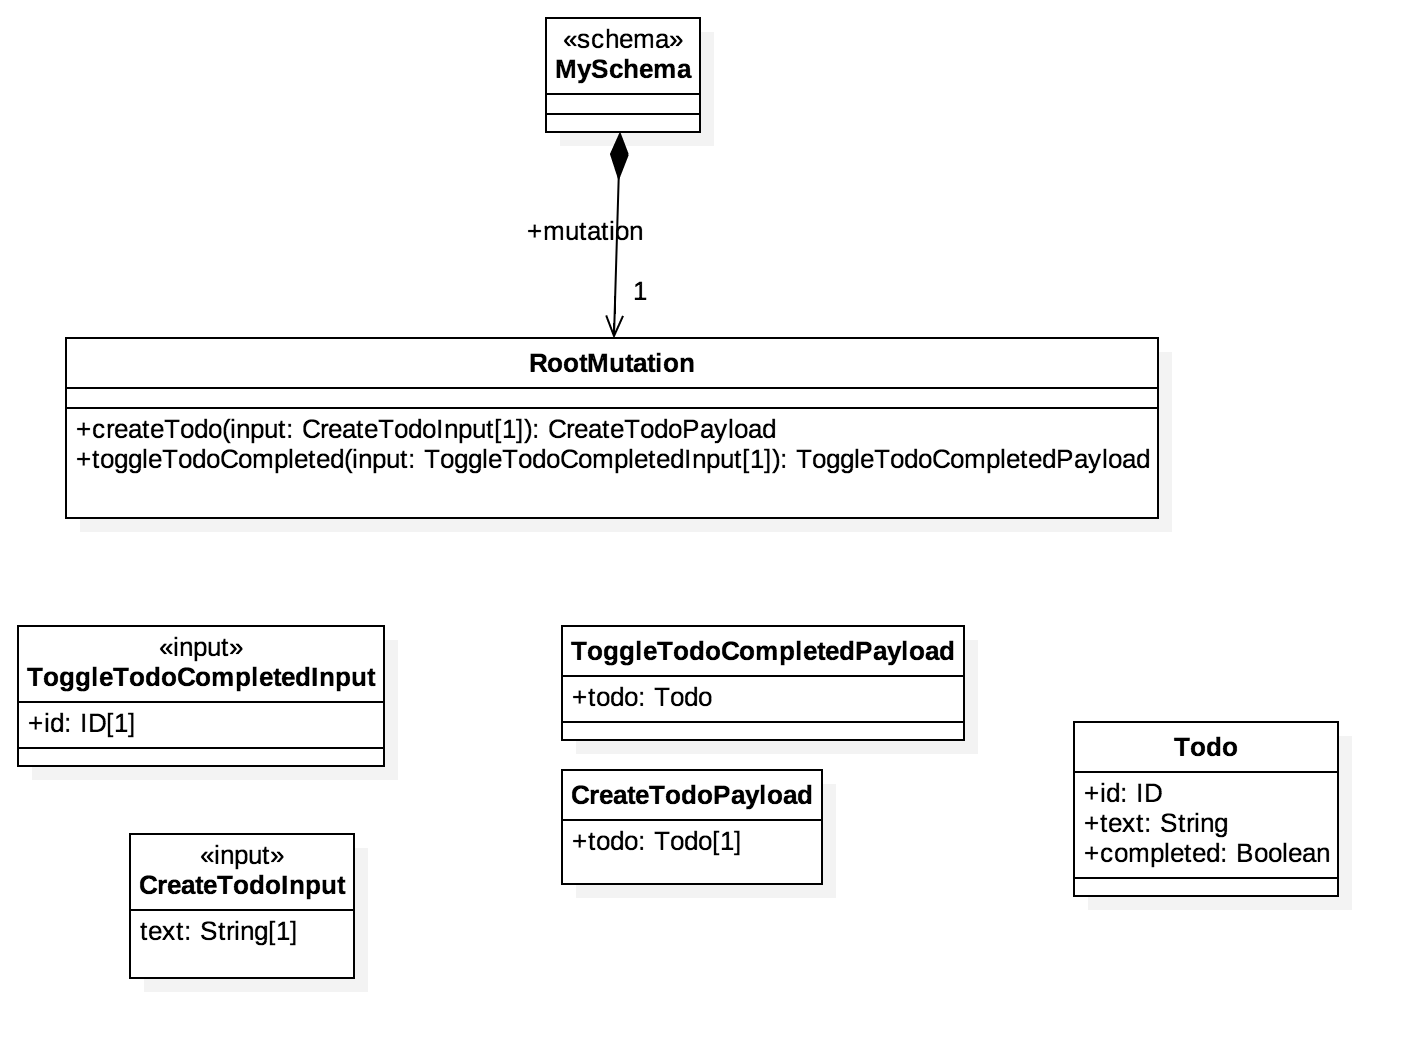 «schema»
MySchema
+mutation
1
RootMutation
+createTodo(input: CreateTodoInput[1]): CreateTodoPayload
+toggleTodoCompleted(input: ToggleTodoCompletedInput[1]): ToggleTodoCompletedPayload
«input»
ToggleTodoCompletedInput
+id: ID[1]
ToggleTodoCompletedPayload
+todo: Todo
Todo
+id: ID
+text: String
+completed: Boolean
CreateTodoPayload
+todo: Todo[1]
«input»
CreateTodoInput
text: String[1]